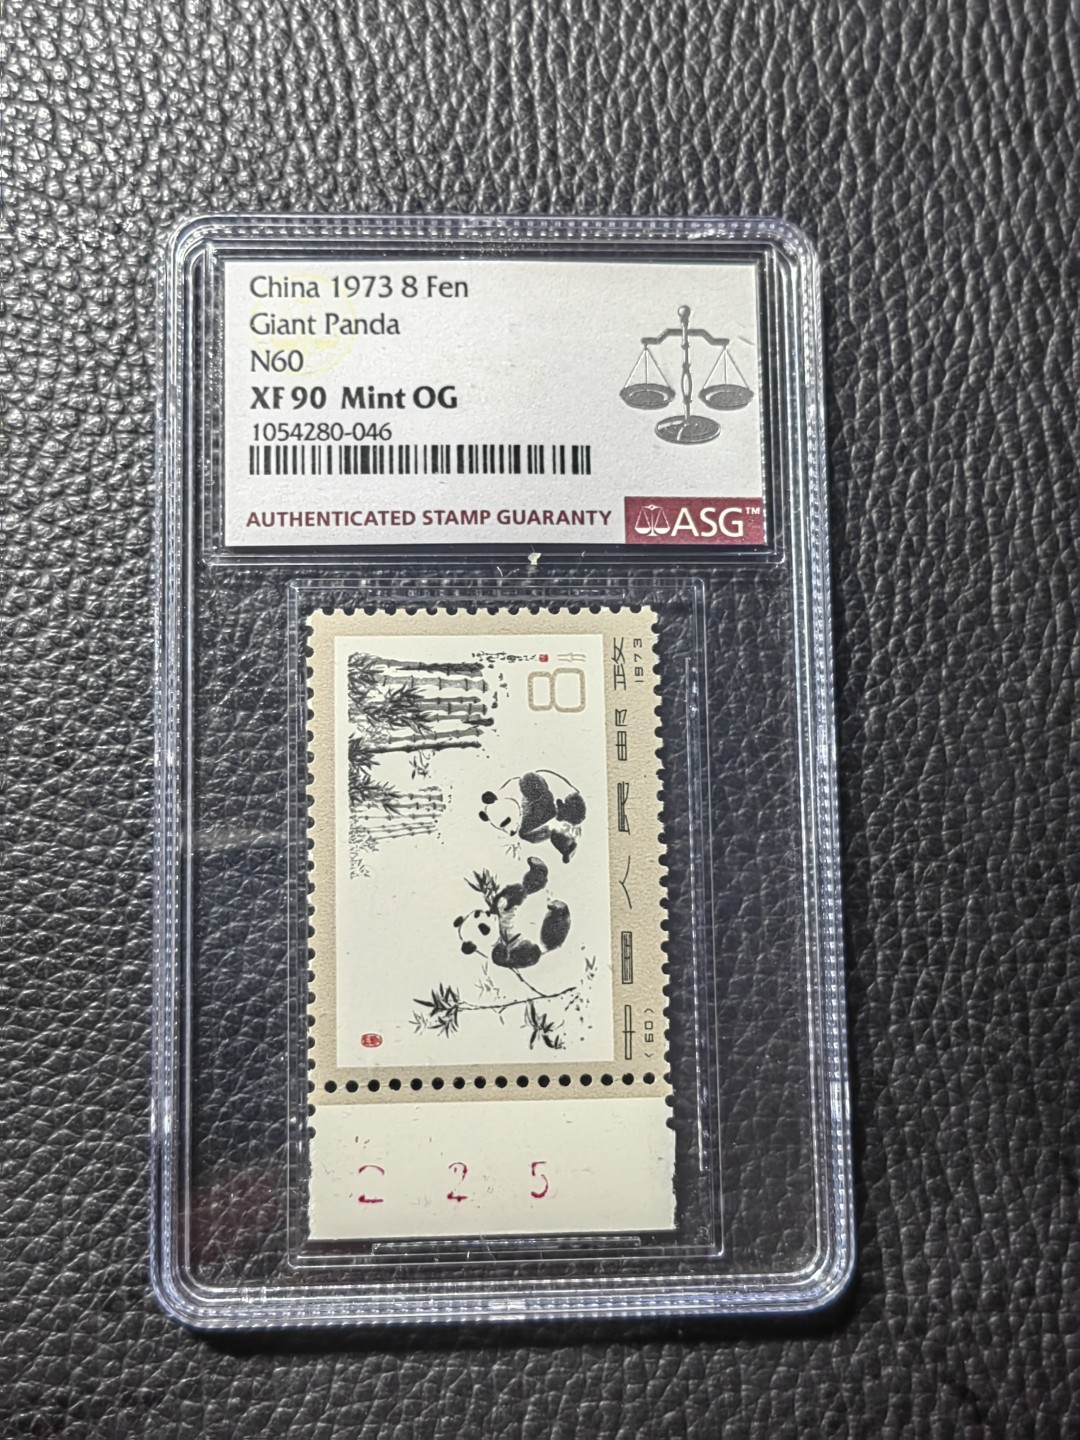 China 1973 8 Fen
Giant Panda
N60
XF 90 Mint OG
1054280-046
AUTHENTICATED STAMP GUARANTY
ASG™
8分
中国人民邮政
1973
(60)
2 2 5